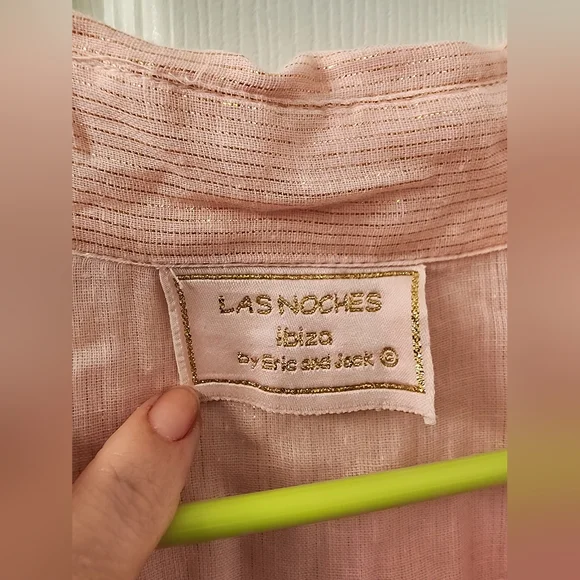 LAS NOCHES
ibiza
by Eric and Jack ©